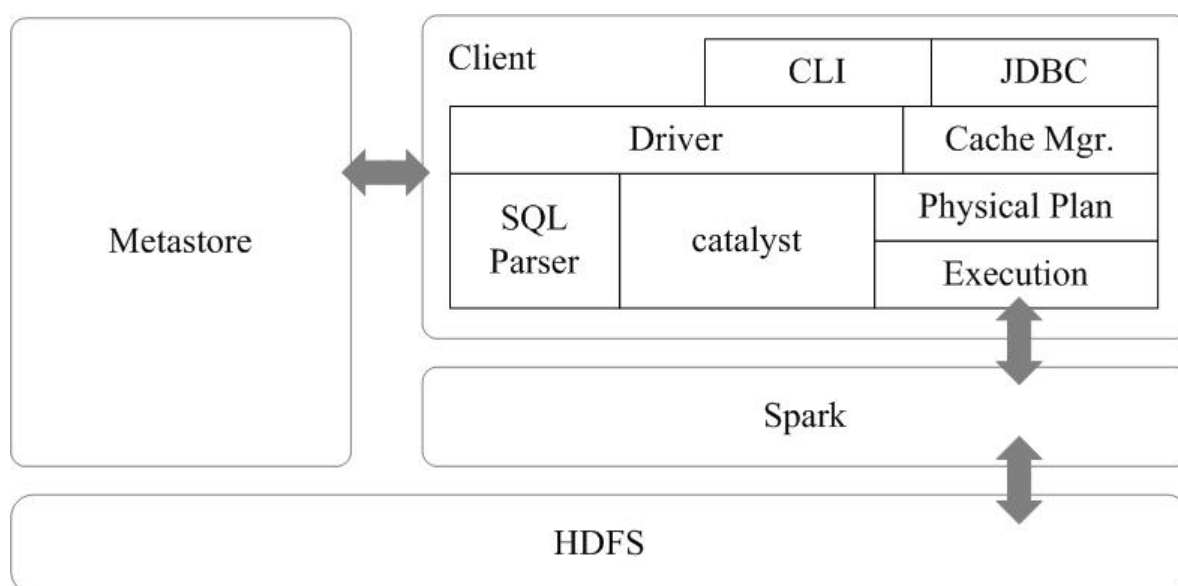 Client
CLI
JDBC
Driver
Cache Mgr.
Metastore
SQL
Parser
catalyst
Physical Plan
Execution
Spark
HDFS